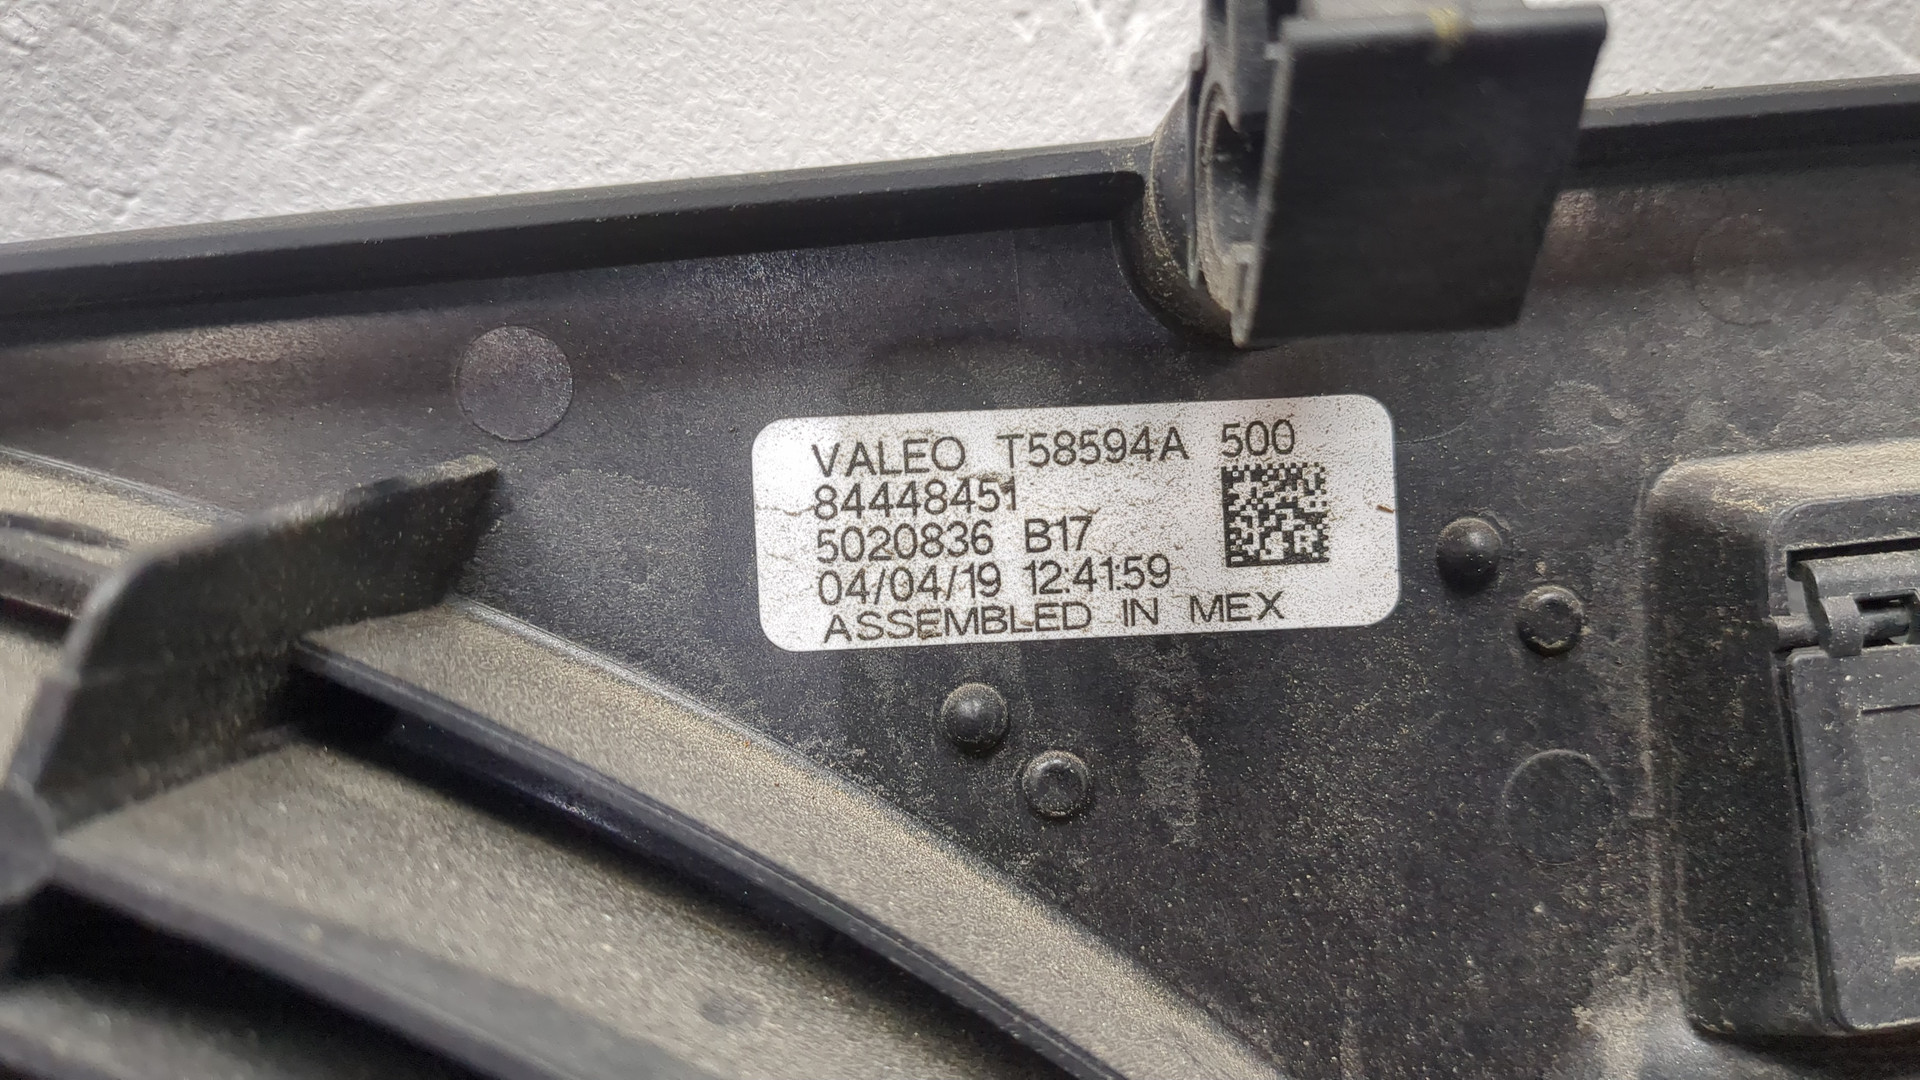 VALEO T58594A 500
84448451
5020836 B17
04/04/19 12:41:59
ASSEMBLED IN MEX